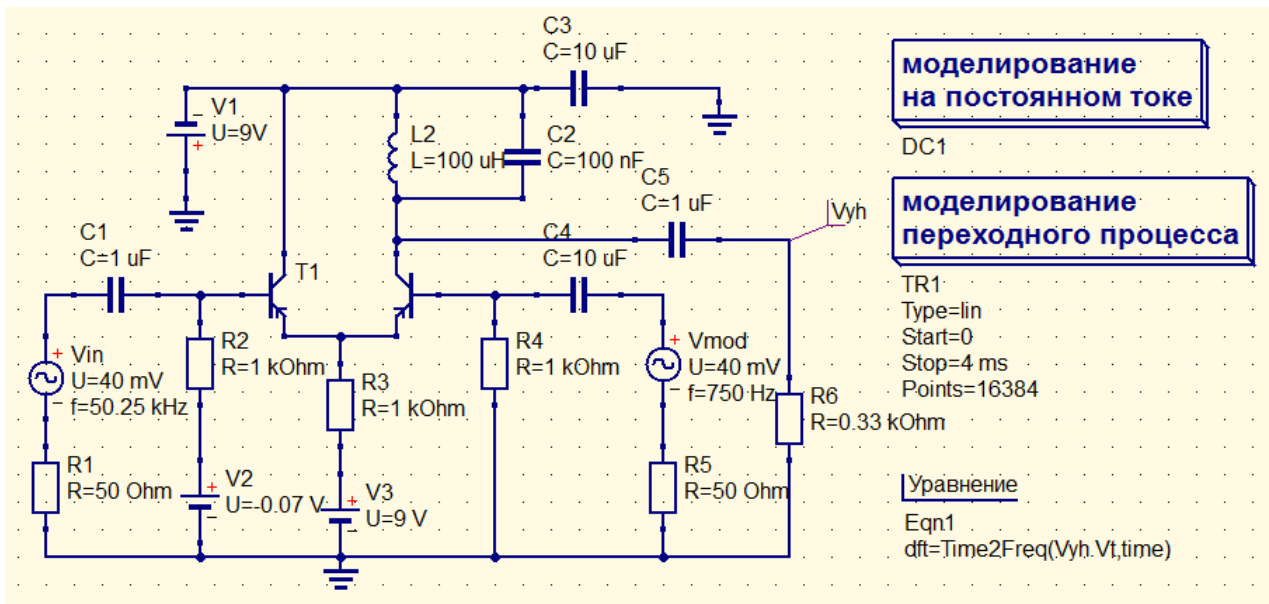 C3
C=10 uF
V1
U=9V
L2
L=100 uH
C2
C=100 nF
C5
C=1 uF
Vyh
C1
C=1 uF
T1
C4
C=10 uF
Vin
U=40 mV
f=50.25 kHz
R2
R=1 kOhm
R3
R=1 kOhm
R4
R=1 kOhm
Vmod
U=40 mV
f=750 Hz
R6
R=0.33 kOhm
R1
R=50 Ohm
V2
U=-0.07 V
V3
U=9 V
R5
R=50 Ohm
моделирование
на постоянном токе
DC1
моделирование
переходного процесса
TR1
Type=lin
Start=0
Stop=4 ms
Points=16384
Уравнение
Eqn1
dft=Time2Freq(Vyh.Vt,time)